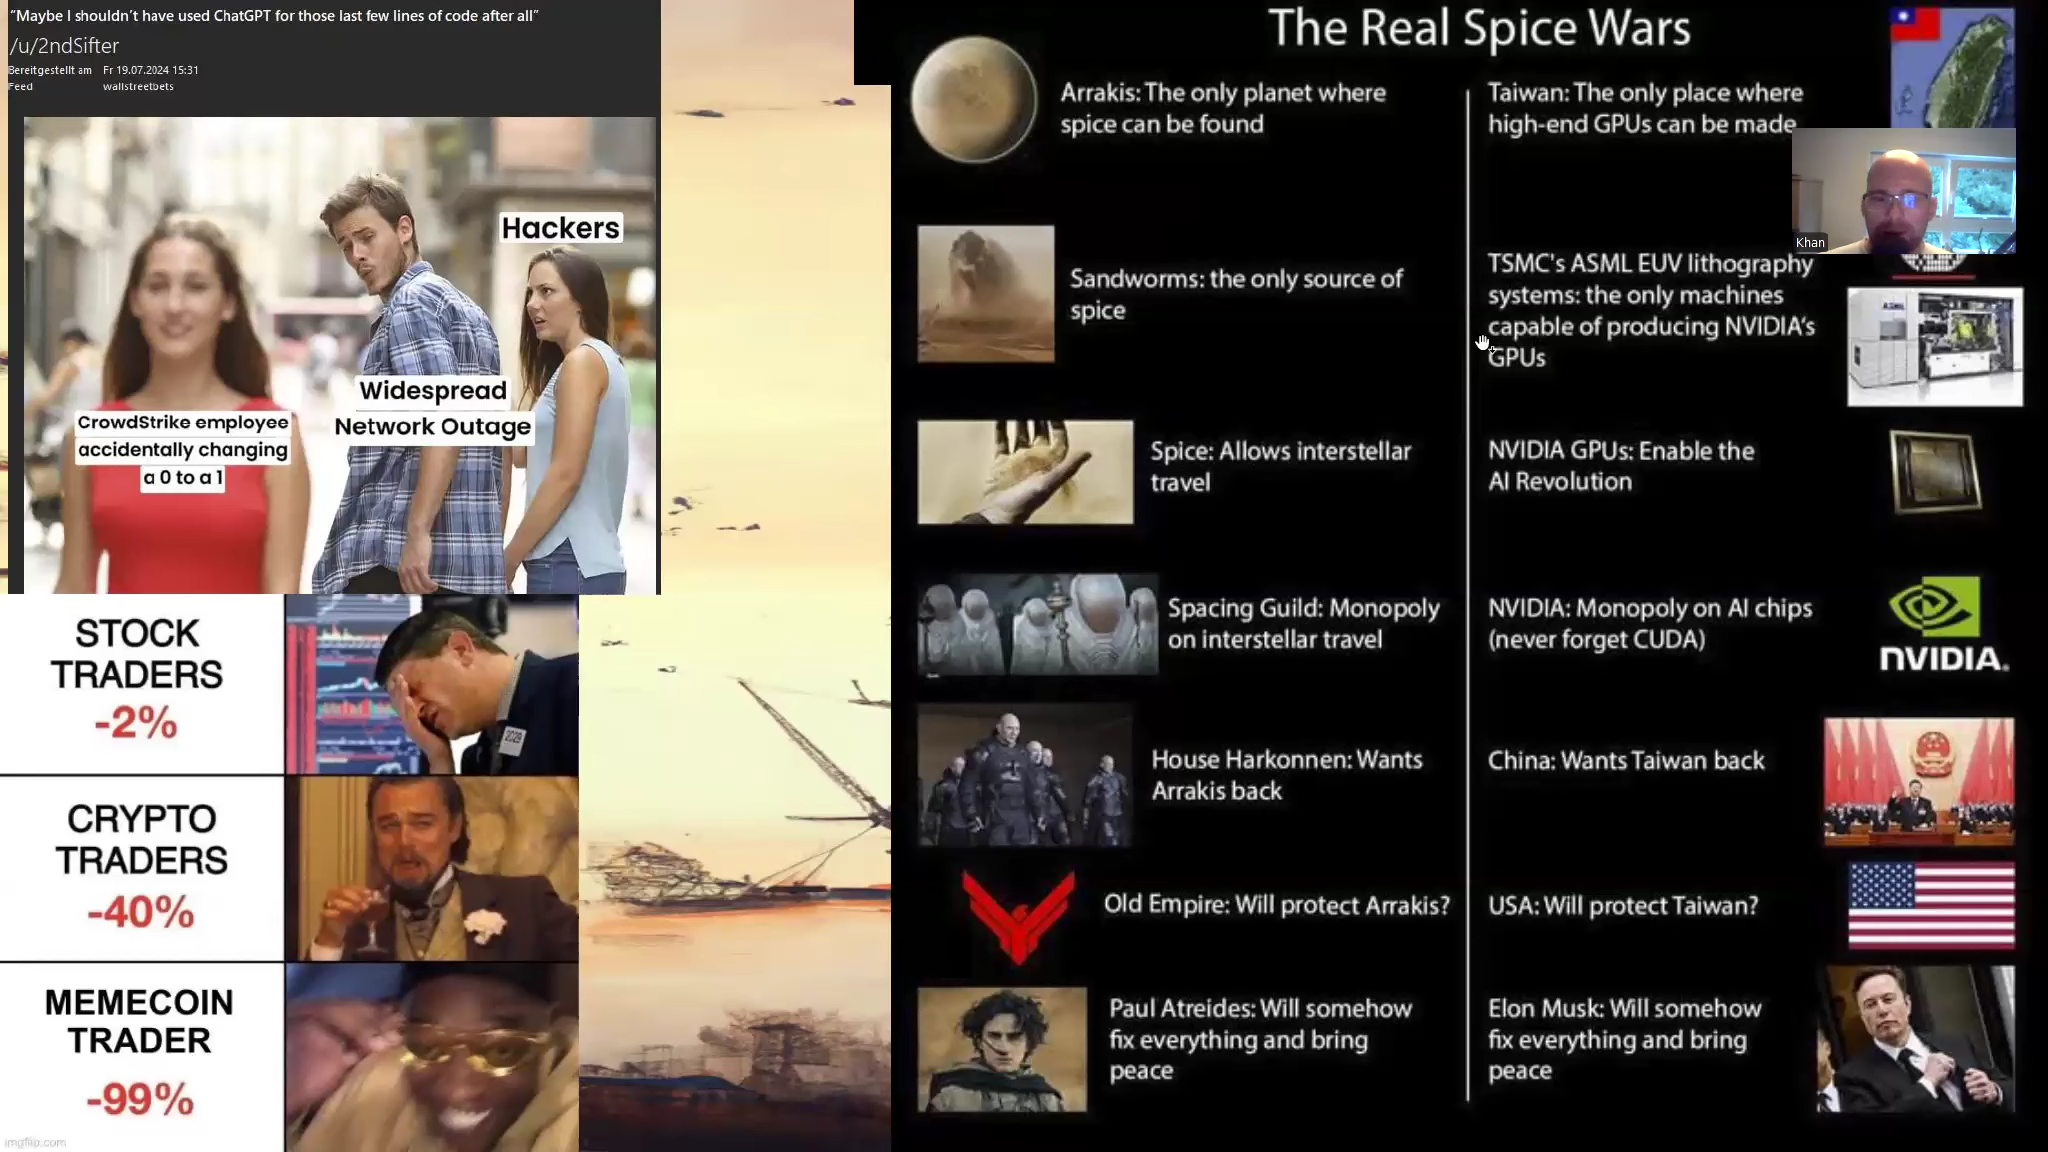 “Maybe I shouldn’t have used ChatGPT for those last few lines of code after all”
/u/2ndSifter
Bereitgestellt am Fr 19.07.2024 15:31
Feed wallstreetbets
Hackers
Widespread
Network Outage
CrowdStrike employee
accidentally changing
a 0 to a 1
STOCK
TRADERS
-2%
CRYPTO
TRADERS
-40%
MEMECOIN
TRADER
-99%
imgflip.com
The Real Spice Wars
Arrakis: The only planet where
spice can be found
Taiwan: The only place where
high-end GPUs can be made
Khan
Sandworms: the only source of
spice
TSMC's ASML EUV lithography
systems: the only machines
capable of producing NVIDIA's
GPUs
Spice: Allows interstellar
travel
NVIDIA GPUs: Enable the
AI Revolution
Spacing Guild: Monopoly
on interstellar travel
NVIDIA: Monopoly on AI chips
(never forget CUDA)
NVIDIA.
House Harkonnen: Wants
Arrakis back
China: Wants Taiwan back
Old Empire: Will protect Arrakis?
USA: Will protect Taiwan?
Paul Atreides: Will somehow
fix everything and bring
peace
Elon Musk: Will somehow
fix everything and bring
peace